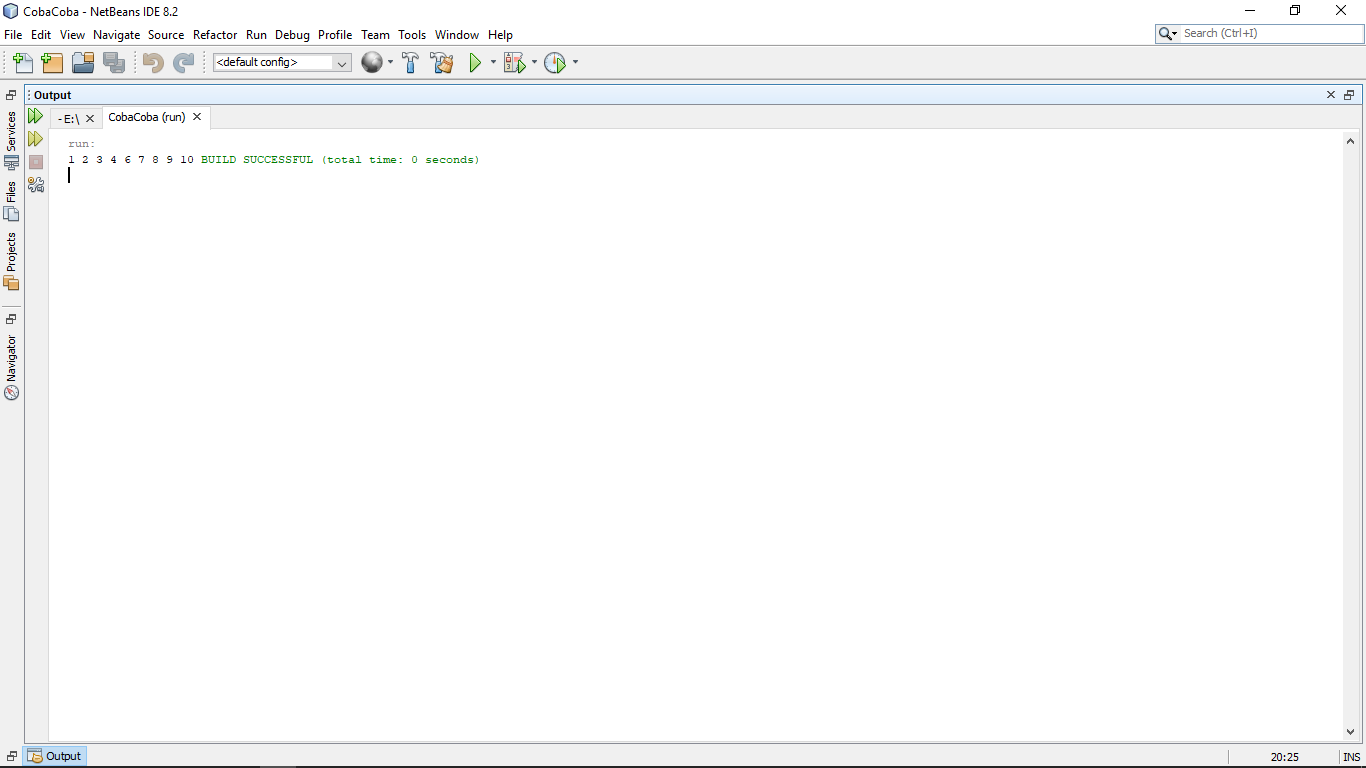 CobaCoba - NetBeans IDE 8.2
File Edit View Navigate Source Refactor Run Debug Profile Team Tools Window Help
Search (Ctrl+I)
<default config>
Output
-E:\
CobaCoba (run)
run:
1 2 3 4 6 7 8 9 10 BUILD SUCCESSFUL (total time: 0 seconds)
Services
Files
Projects
Navigator
Output
20:25
INS